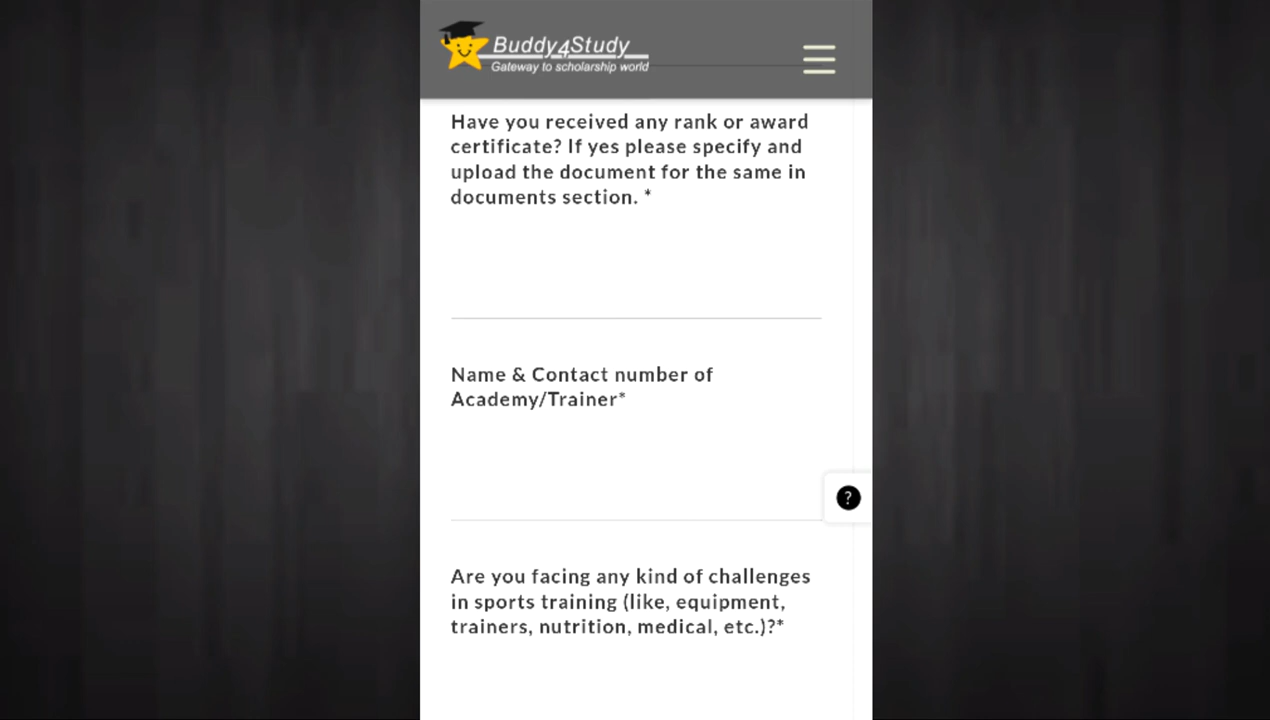 Buddy4Study
Gateway to scholarship world
Have you received any rank or award
certificate? If yes please specify and
upload the document for the same in
documents section. *
Name & Contact number of
Academy/Trainer*
?
Are you facing any kind of challenges
in sports training (like, equipment,
trainers, nutrition, medical, etc.)?*